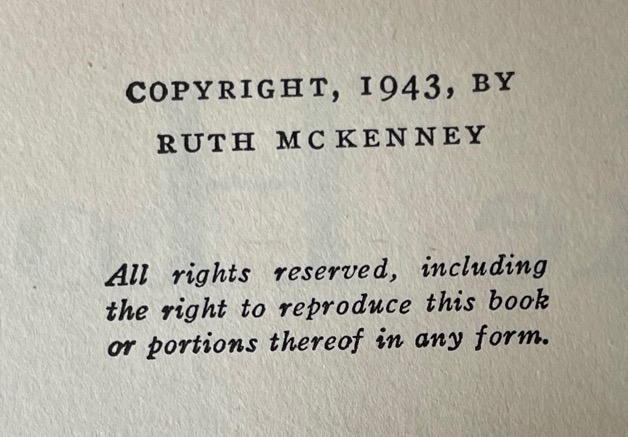 COPYRIGHT, 1943, BY
RUTH MCKENNEY
All rights reserved, including
the right to reproduce this book
or portions thereof in any form.